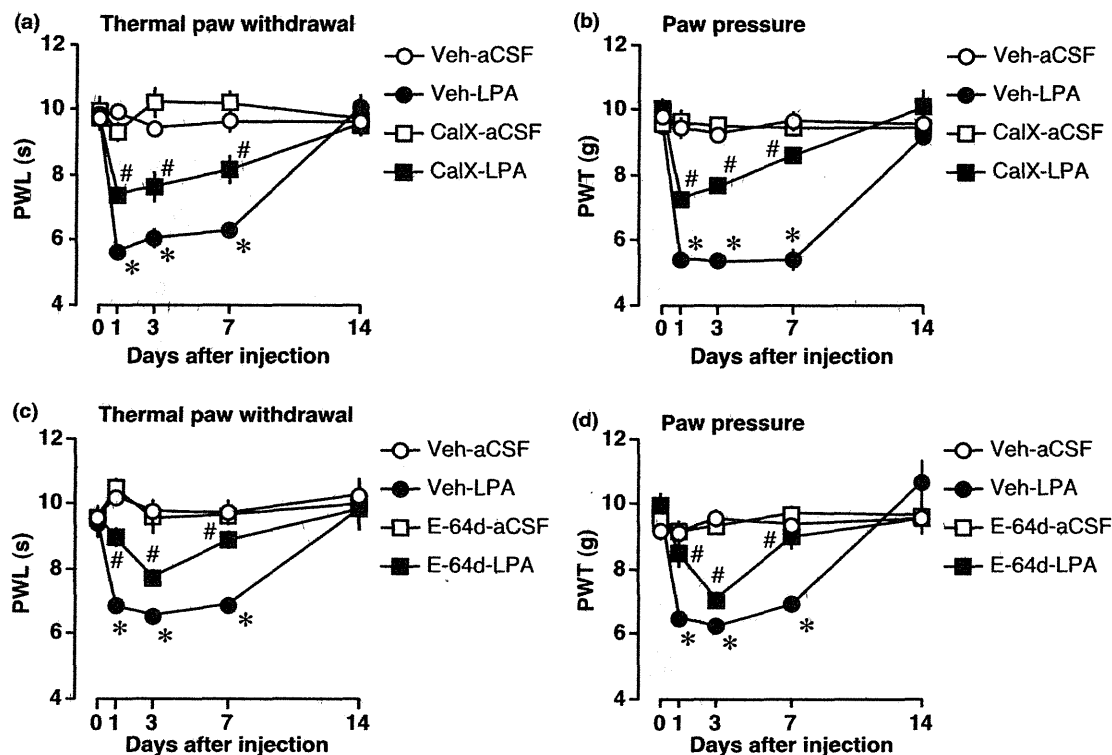 (a) Thermal paw withdrawal
12
10
8
6
4
PWL (s)
# # #
* * *
0 1 3 7 14
Days after injection
Veh-aCSF
Veh-LPA
CalX-aCSF
CalX-LPA
(b) Paw pressure
12
10
8
6
4
PWT (g)
# # #
* * *
0 1 3 7 14
Days after injection
Veh-aCSF
Veh-LPA
CalX-aCSF
CalX-LPA
(c) Thermal paw withdrawal
12
10
8
6
4
PWL (s)
# # #
* * *
0 1 3 7 14
Days after injection
Veh-aCSF
Veh-LPA
E-64d-aCSF
E-64d-LPA
(d) Paw pressure
12
10
8
6
4
PWT (g)
# # #
* * *
0 1 3 7 14
Days after injection
Veh-aCSF
Veh-LPA
E-64d-aCSF
E-64d-LPA